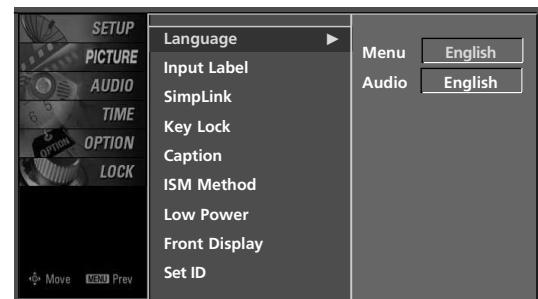 SETUP
PICTURE
AUDIO
TIME
OPTION
LOCK
Move MENU Prev
Language ▶
Input Label
SimpLink
Key Lock
Caption
ISM Method
Low Power
Front Display
Set ID
Menu English
Audio English